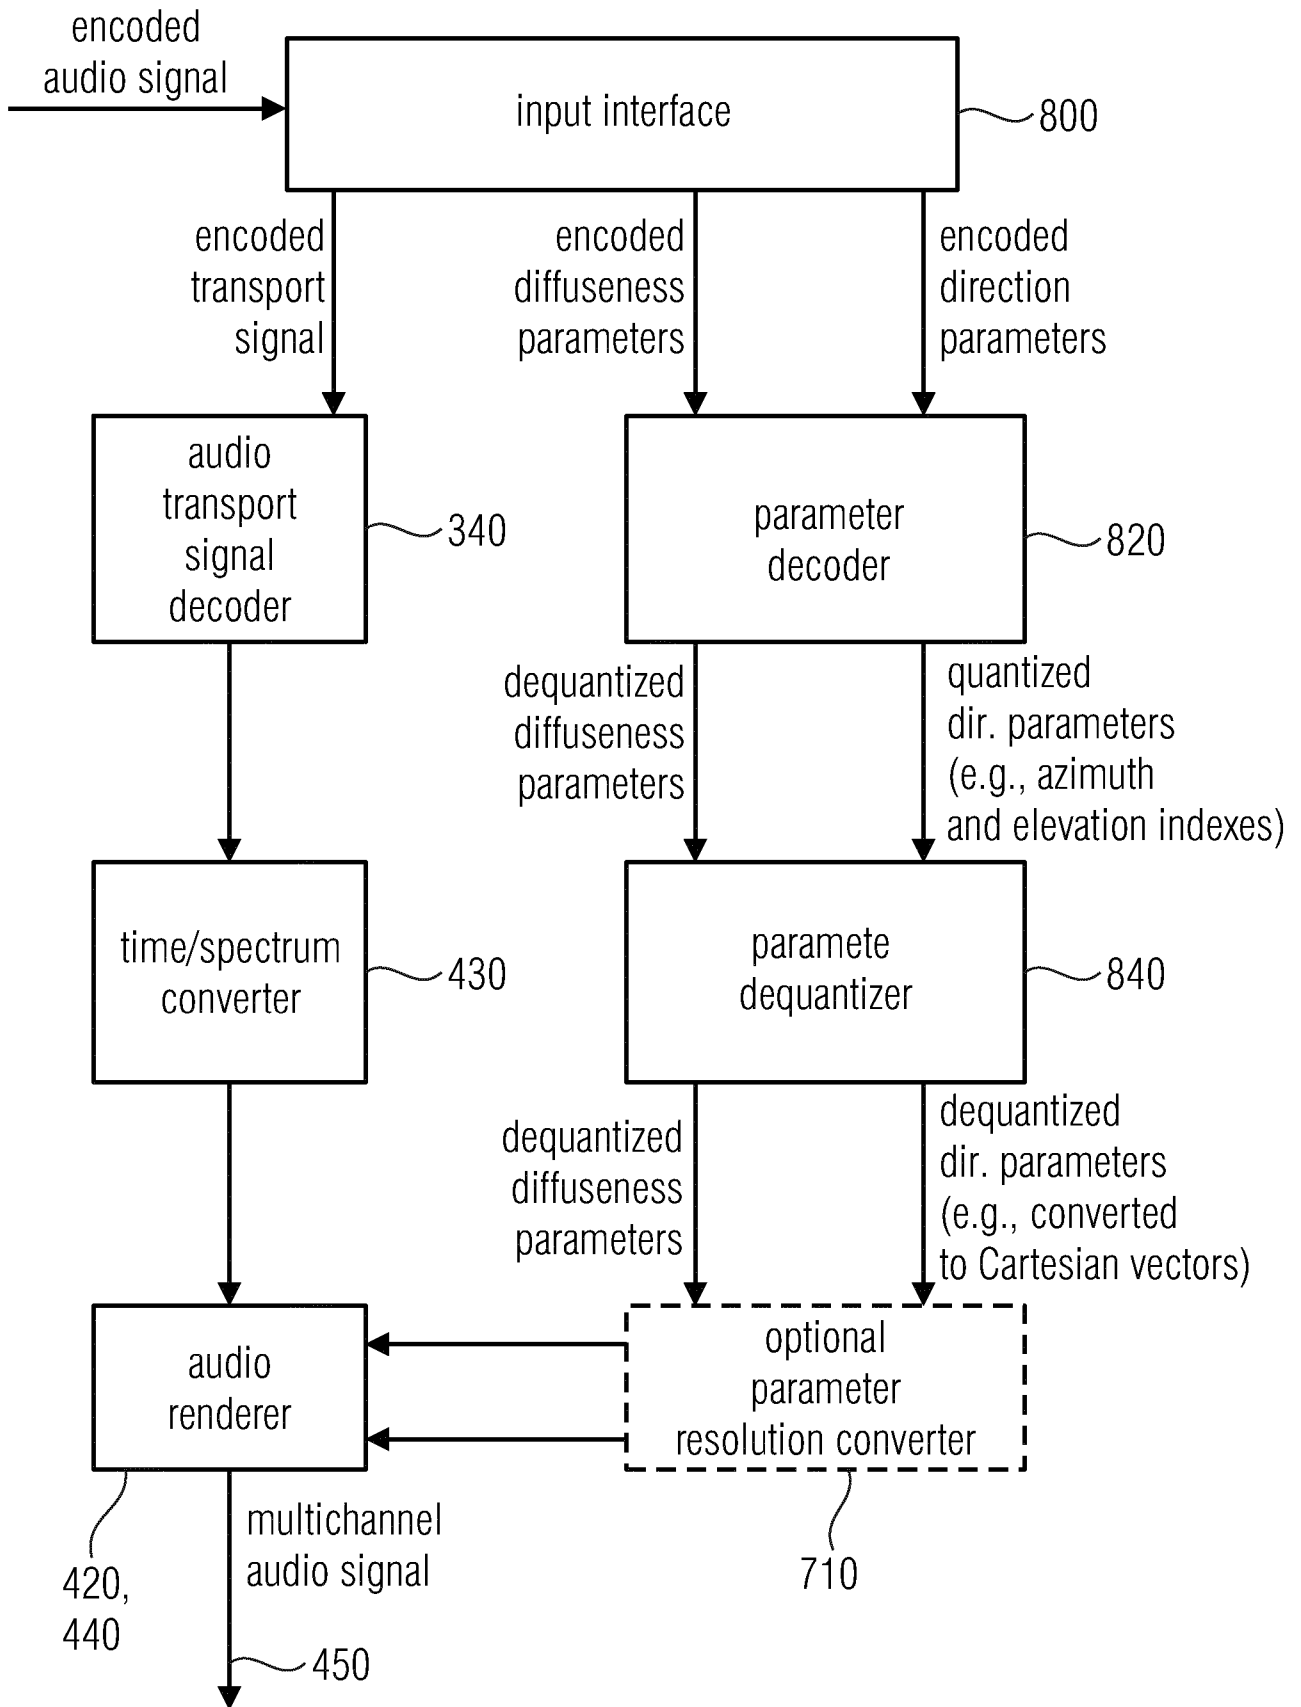 encoded
audio signal
input interface
800
encoded
transport
signal
encoded
diffuseness
parameters
encoded
direction
parameters
audio
transport
signal
decoder
340
parameter
decoder
820
dequantized
diffuseness
parameters
quantized
dir. parameters
(e.g., azimuth
and elevation indexes)
time/spectrum
converter
430
paramete
dequantizer
840
dequantized
diffuseness
parameters
dequantized
dir. parameters
(e.g., converted
to Cartesian vectors)
audio
renderer
optional
parameter
resolution converter
420,
440
multichannel
audio signal
710
450